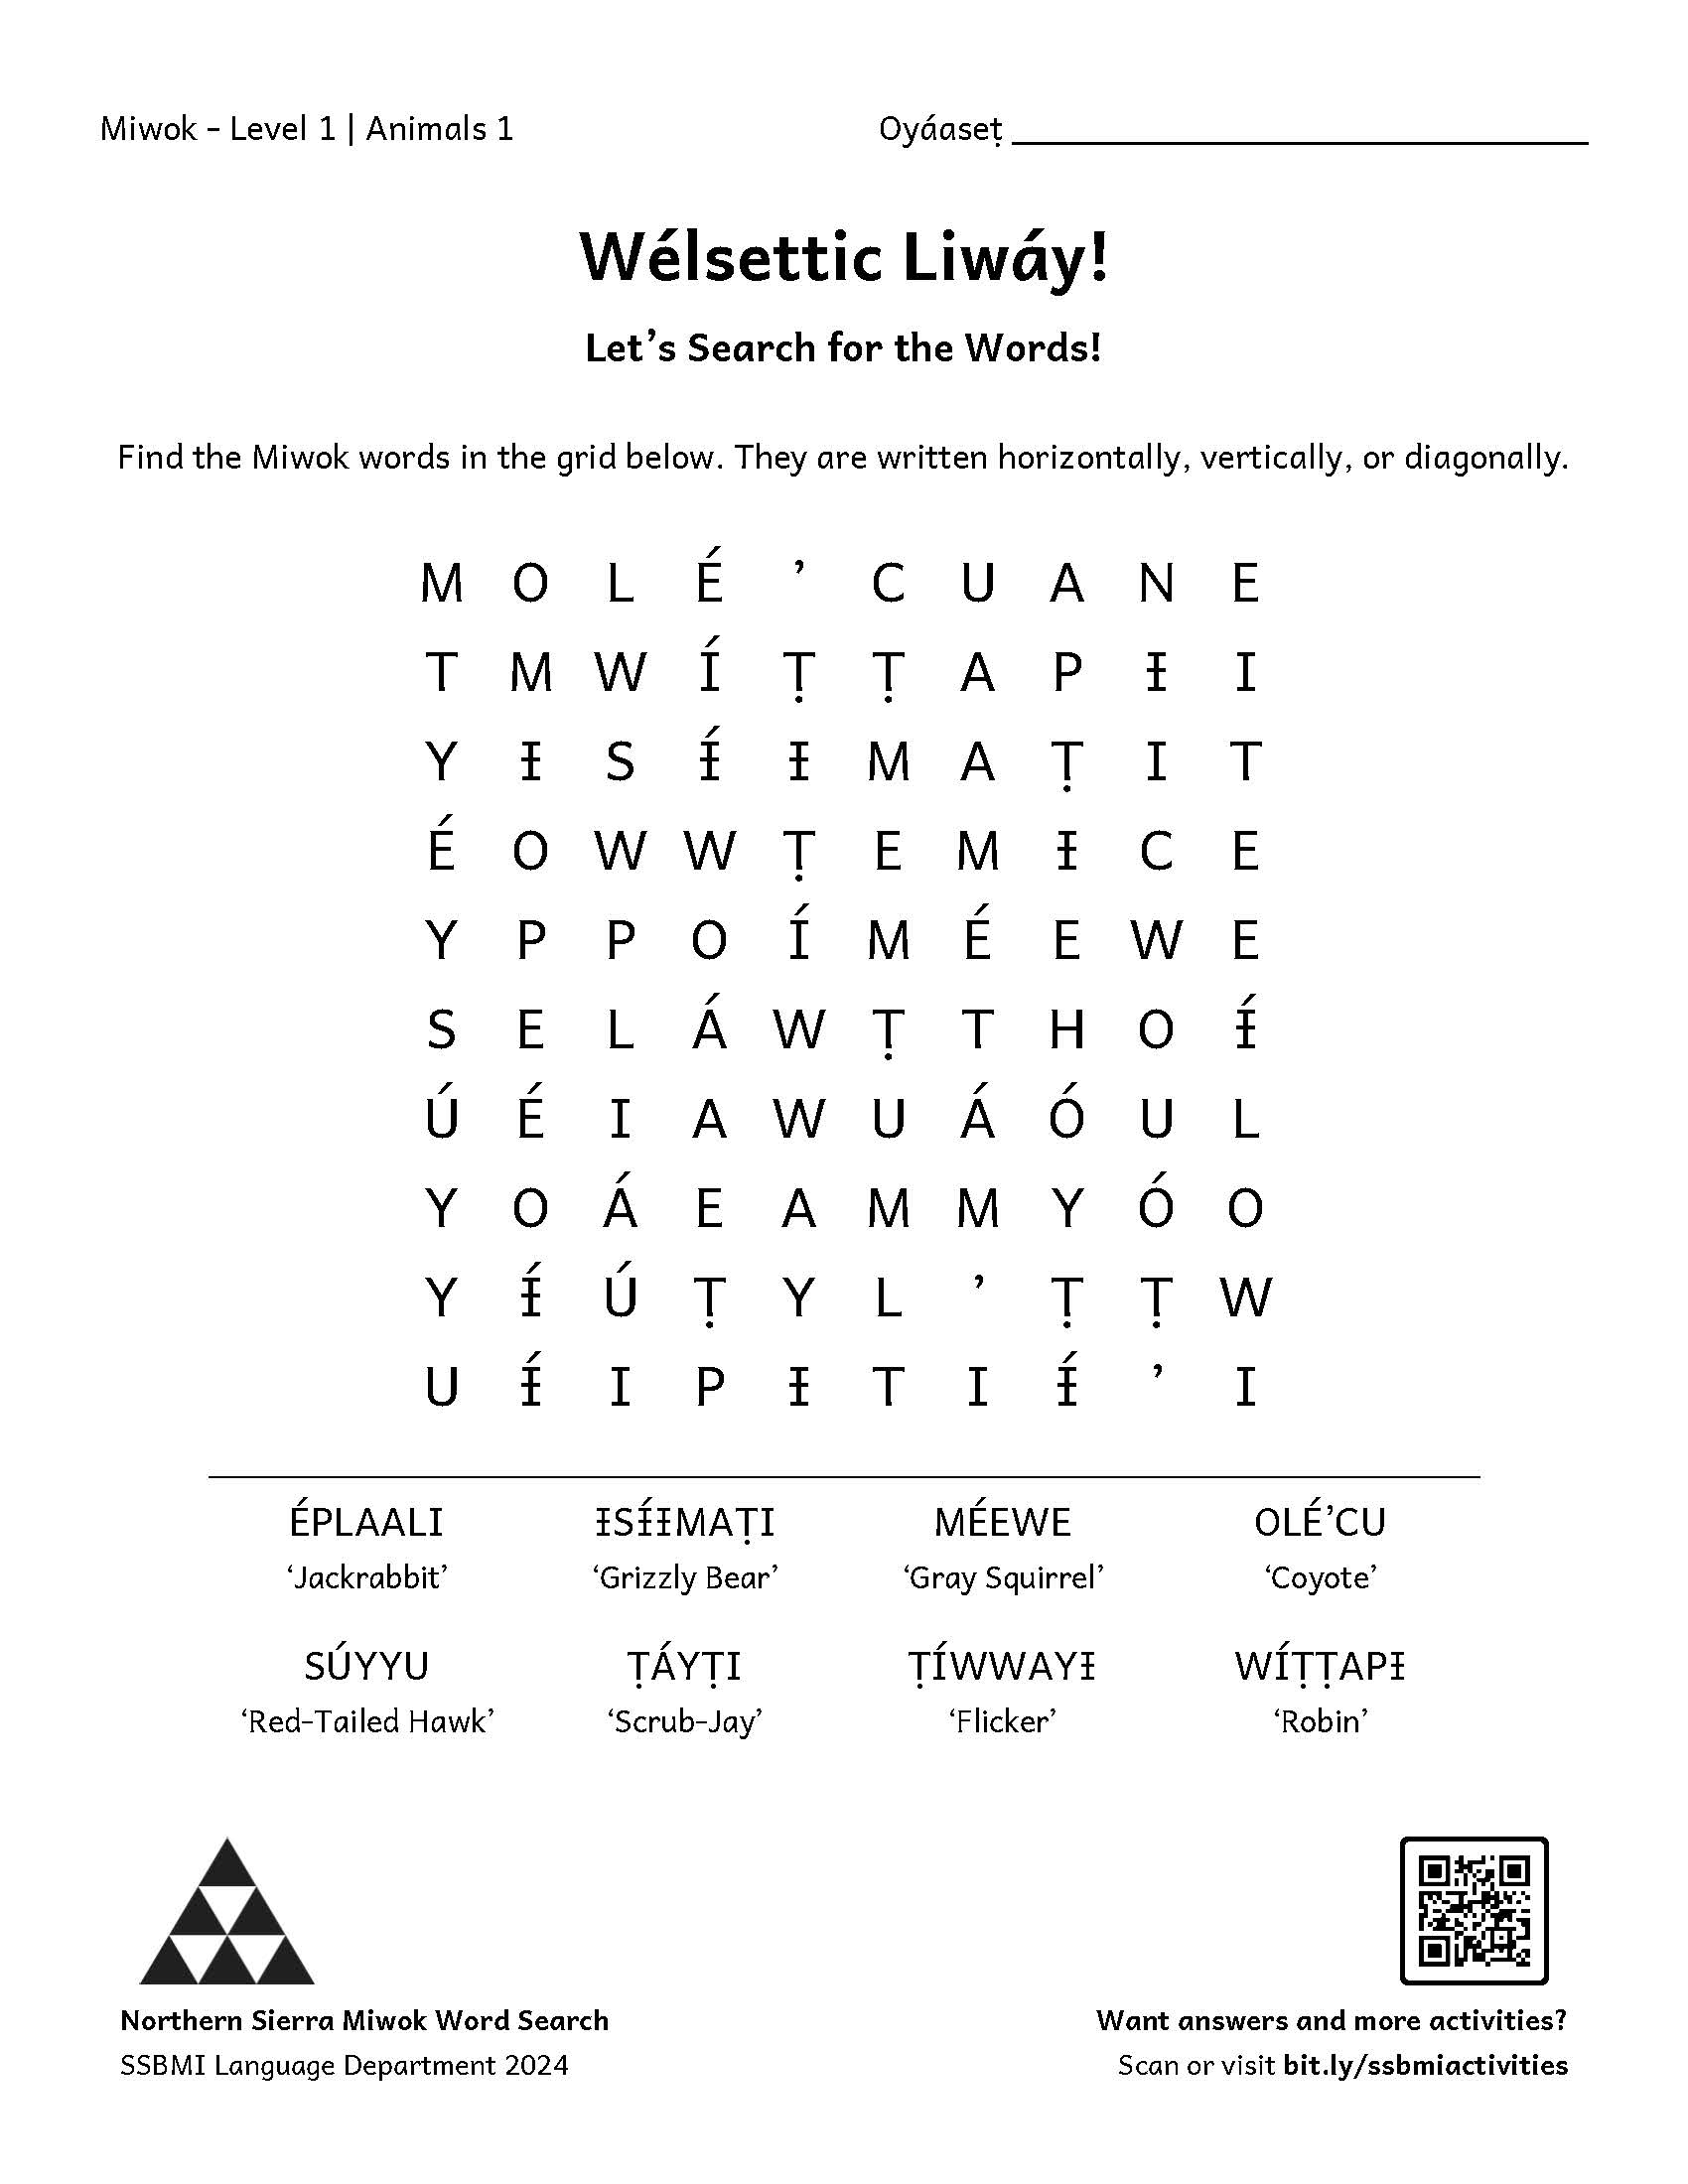 Miwok – Level 1 | Animals 1
Oyáaseṭ
Wélsettic Liwáy!
Let’s Search for the Words!
Find the Miwok words in the grid below. They are written horizontally, vertically, or diagonally.
M O L É ’ C U A N E
T M W Í Ṭ Ṭ A P Ɨ I
Y Ɨ S Ɨ́ Ɨ M A Ṭ I T
É O W W Ṭ E M Ɨ C E
Y P P O Í M É E W E
S E L Á W Ṭ T H O Ɨ́
Ú É I A W U Á Ó U L
Y O Á E A M M Y Ó O
Y Ɨ́ Ú Ṭ Y L ’ Ṭ Ṭ W
U Ɨ́ I P Ɨ T I Ɨ́ ’ I
ÉPLAALI ƗSƗ́ƗMAṬI MÉEWE OLÉ’CU
‘Jackrabbit’ ‘Grizzly Bear’ ‘Gray Squirrel’ ‘Coyote’
SÚYYU ṬÁYṬI ṬÍWWAYƗ WÍṬṬAPƗ
‘Red-Tailed Hawk’ ‘Scrub-Jay’ ‘Flicker’ ‘Robin’
Northern Sierra Miwok Word Search
SSBMI Language Department 2024
Want answers and more activities?
Scan or visit bit.ly/ssbmiactivities